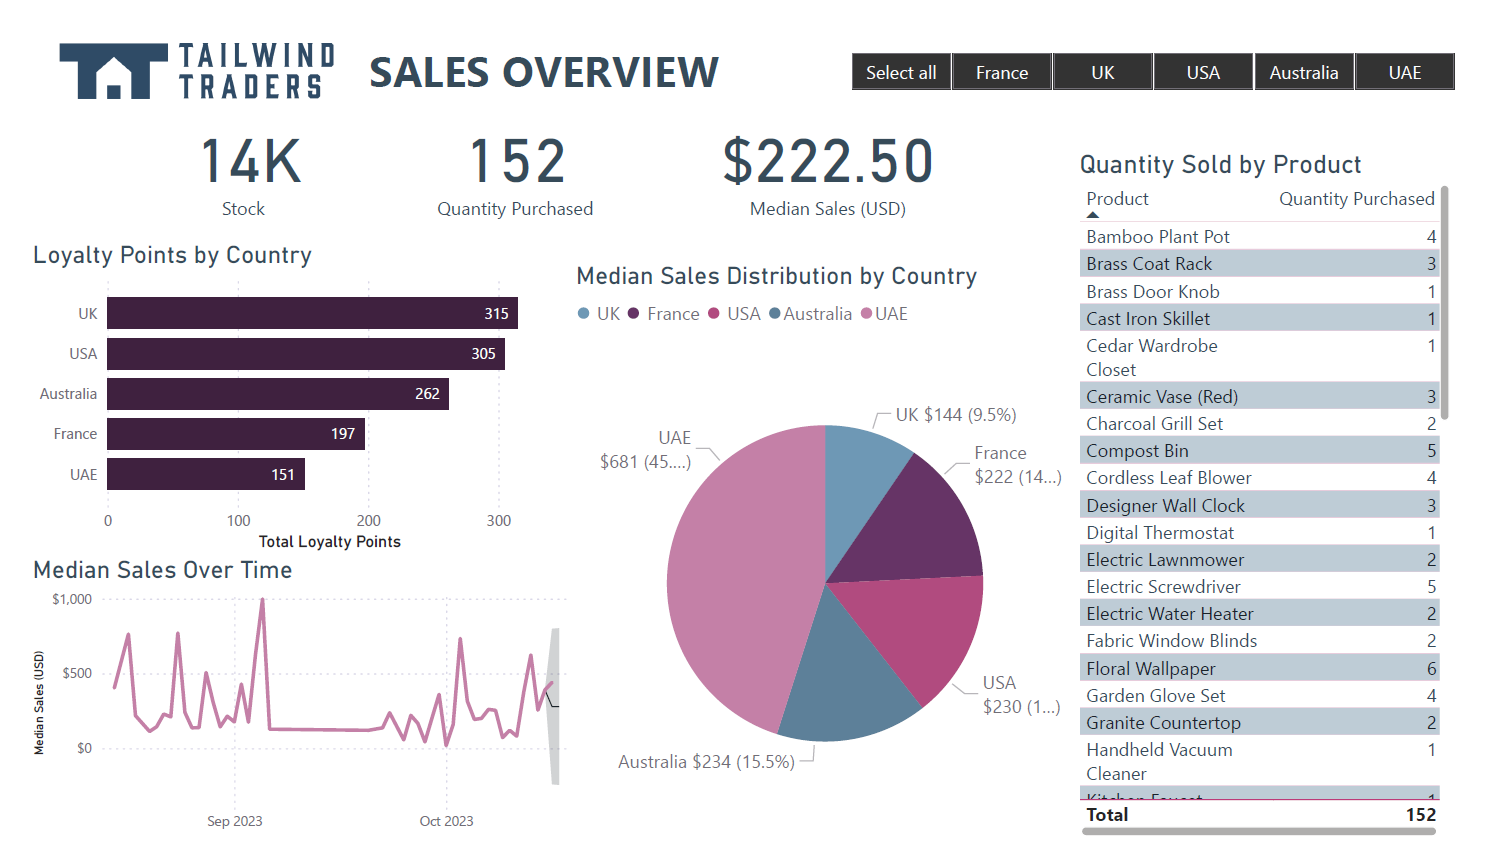 TAILWIND
TRADERS
SALES OVERVIEW
Select all
France
UK
USA
Australia
UAE
14K
Stock
152
Quantity Purchased
$222.50
Median Sales (USD)
Loyalty Points by Country
UK 315
USA 305
Australia 262
France 197
UAE 151
0 100 200 300
Total Loyalty Points
Median Sales Over Time
Median Sales (USD)
$1,000
$500
$0
Sep 2023 Oct 2023
Median Sales Distribution by Country
UK France USA Australia UAE
UK $144 (9.5%)
France
$222 (14...)
USA
$230 (1...)
Australia $234 (15.5%)
UAE
$681 (45....)
Quantity Sold by Product
Product Quantity Purchased
Bamboo Plant Pot 4
Brass Coat Rack 3
Brass Door Knob 1
Cast Iron Skillet 1
Cedar Wardrobe 1
Closet
Ceramic Vase (Red) 3
Charcoal Grill Set 2
Compost Bin 5
Cordless Leaf Blower 4
Designer Wall Clock 3
Digital Thermostat 1
Electric Lawnmower 2
Electric Screwdriver 5
Electric Water Heater 2
Fabric Window Blinds 2
Floral Wallpaper 6
Garden Glove Set 4
Granite Countertop 2
Handheld Vacuum 1
Cleaner
Kitchen Faucet 1
Total 152